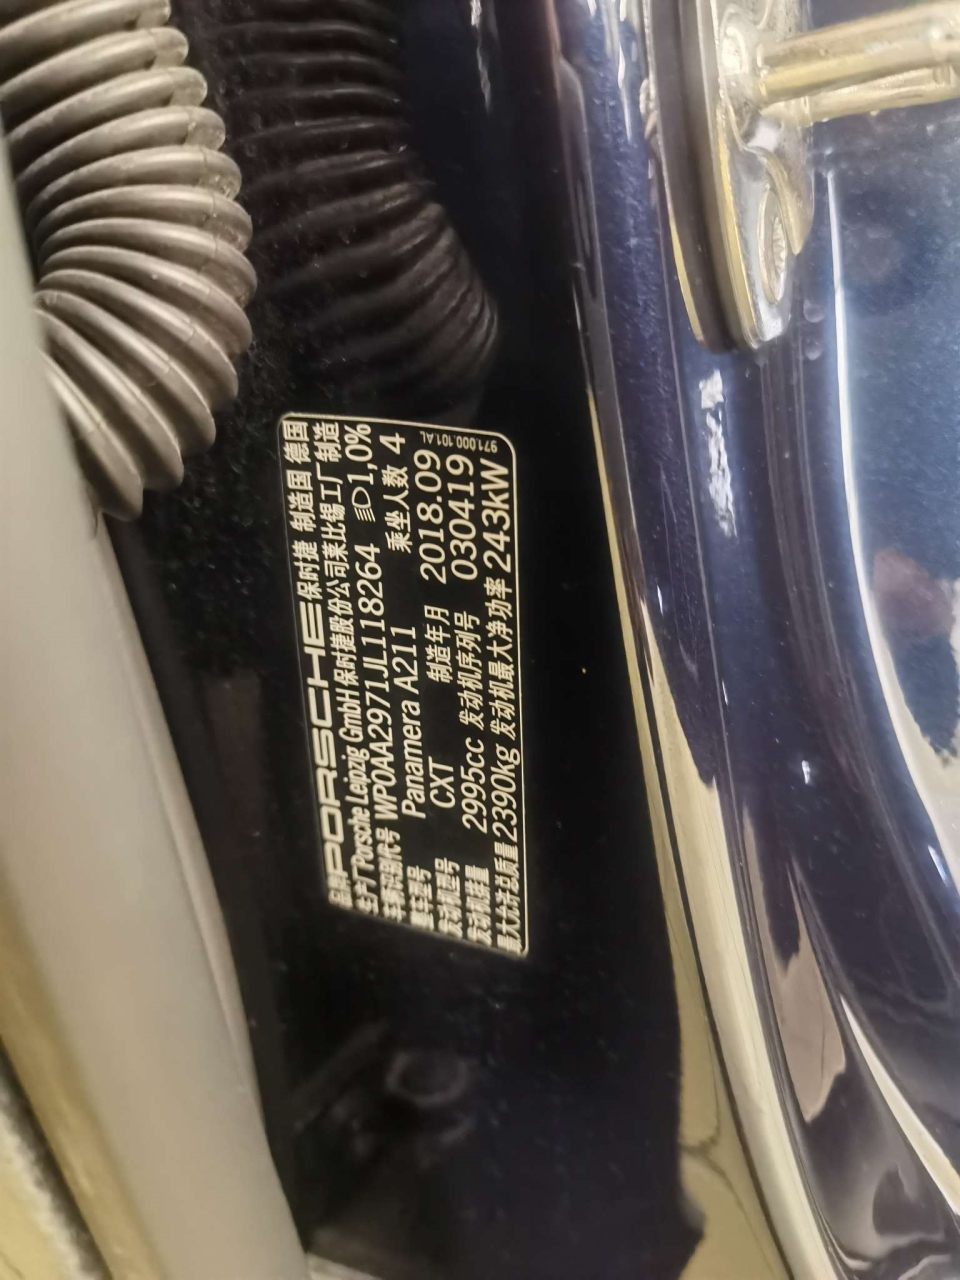 品牌 PORSCHE 保时捷 制造国 德国
生产厂 Porsche Leipzig GmbH 保时捷股份公司莱比锡工厂制造
车辆识别代号 WP0AA2971JL118264 1,0%
整车型号 Panamera A211 乘坐人数 4
发动机型号 CXT 制造年月 2018.09
发动机排量 2995cc 发动机序列号 030419
最大允许总质量 2390kg 发动机最大净功率 243kW
971.000.101.AL